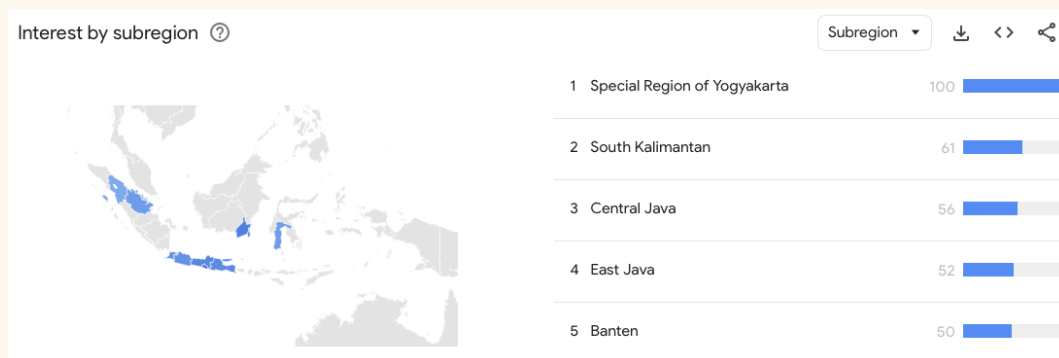 Interest by subregion ?
Subregion
1 Special Region of Yogyakarta 100
2 South Kalimantan 61
3 Central Java 56
4 East Java 52
5 Banten 50